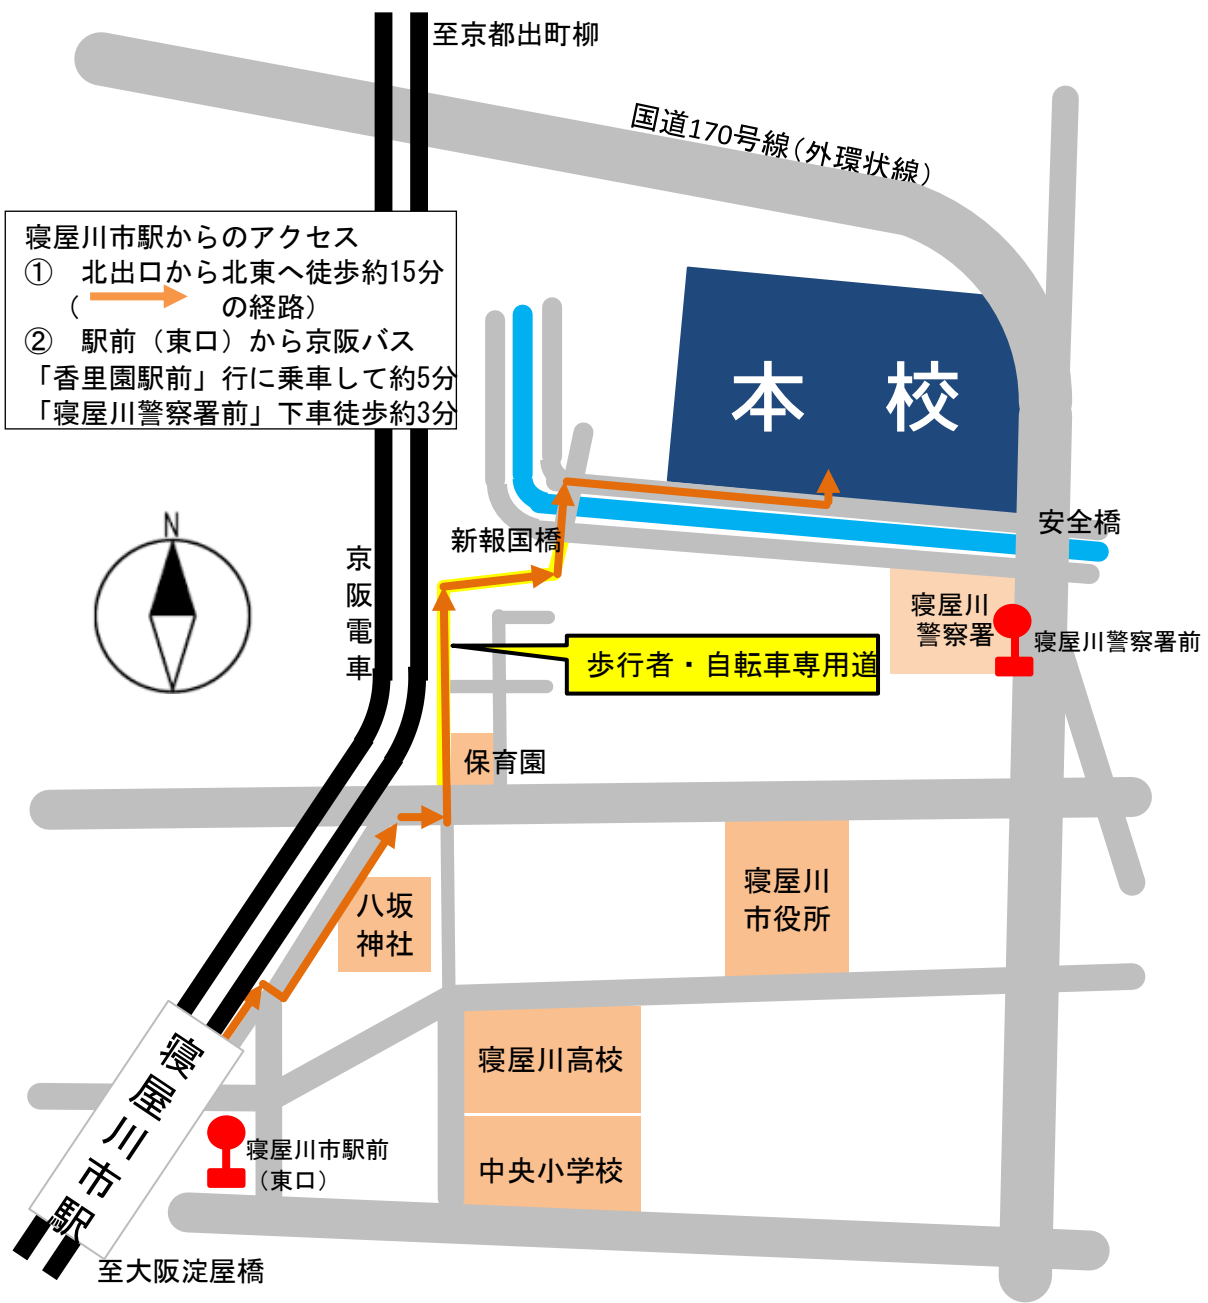 至京都出町柳
国道170号線(外環状線)
寝屋川市駅からのアクセス
① 北出口から北東へ徒歩約15分
( の経路)
② 駅前（東口）から京阪バス
「香里園駅前」行に乗車して約5分
「寝屋川警察署前」下車徒歩約3分
本 校
N
京阪電車
新報国橋
安全橋
寝屋川
警察署
寝屋川警察署前
歩行者・自転車専用道
保育園
八坂
神社
寝屋川
市役所
寝屋川市駅
寝屋川高校
中央小学校
寝屋川市駅前
（東口）
至大阪淀屋橋